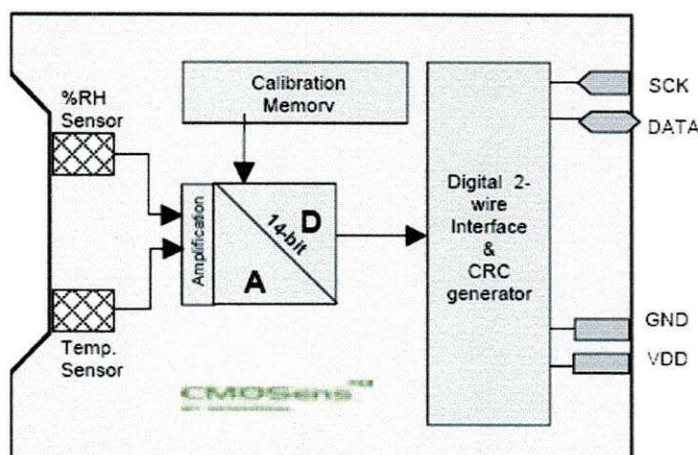 Calibration
Memory
%RH
Sensor
SCK
DATA
Amplification
14-bit
D
A
Digital 2-
wire
Interface
&
CRC
generator
Temp.
Sensor
GND
VDD
CMOSens™